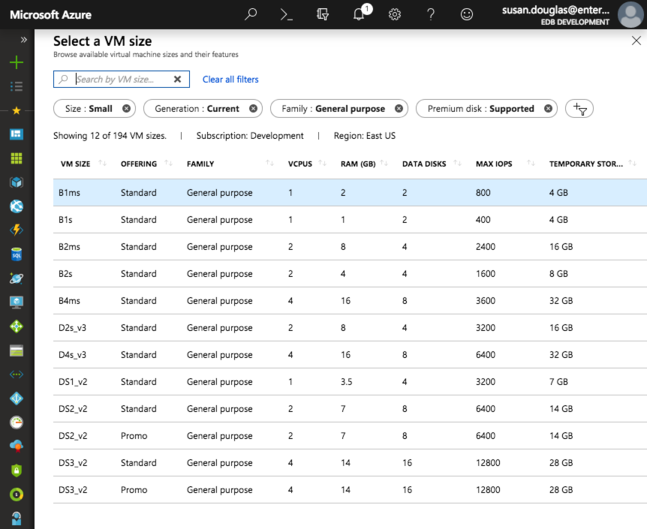 Microsoft Azure
1
susan.douglas@enter...
EDB DEVELOPMENT
Select a VM size
Browse available virtual machine sizes and their features
Search by VM size...
Clear all filters
Size : Small
Generation : Current
Family : General purpose
Premium disk : Supported
Showing 12 of 194 VM sizes. | Subscription: Development | Region: East US
VM SIZE OFFERING FAMILY VCPUS RAM (GB) DATA DISKS MAX IOPS TEMPORARY STOR...
B1ms Standard General purpose 1 2 2 800 4 GB
B1s Standard General purpose 1 1 2 400 4 GB
B2ms Standard General purpose 2 8 4 2400 16 GB
B2s Standard General purpose 2 4 4 1600 8 GB
B4ms Standard General purpose 4 16 8 3600 32 GB
D2s_v3 Standard General purpose 2 8 4 3200 16 GB
D4s_v3 Standard General purpose 4 16 8 6400 32 GB
DS1_v2 Standard General purpose 1 3.5 4 3200 7 GB
DS2_v2 Standard General purpose 2 7 8 6400 14 GB
DS2_v2 Promo General purpose 2 7 8 6400 14 GB
DS3_v2 Standard General purpose 4 14 16 12800 28 GB
DS3_v2 Promo General purpose 4 14 16 12800 28 GB